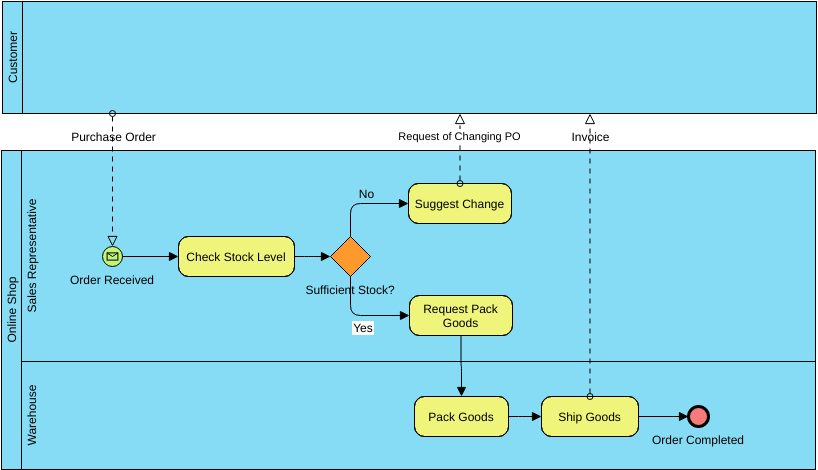 Customer
Purchase Order
Request of Changing PO
Invoice
Online Shop
Sales Representative
No
Suggest Change
Check Stock Level
Order Received
Sufficient Stock?
Request Pack
Goods
Yes
Warehouse
Pack Goods
Ship Goods
Order Completed